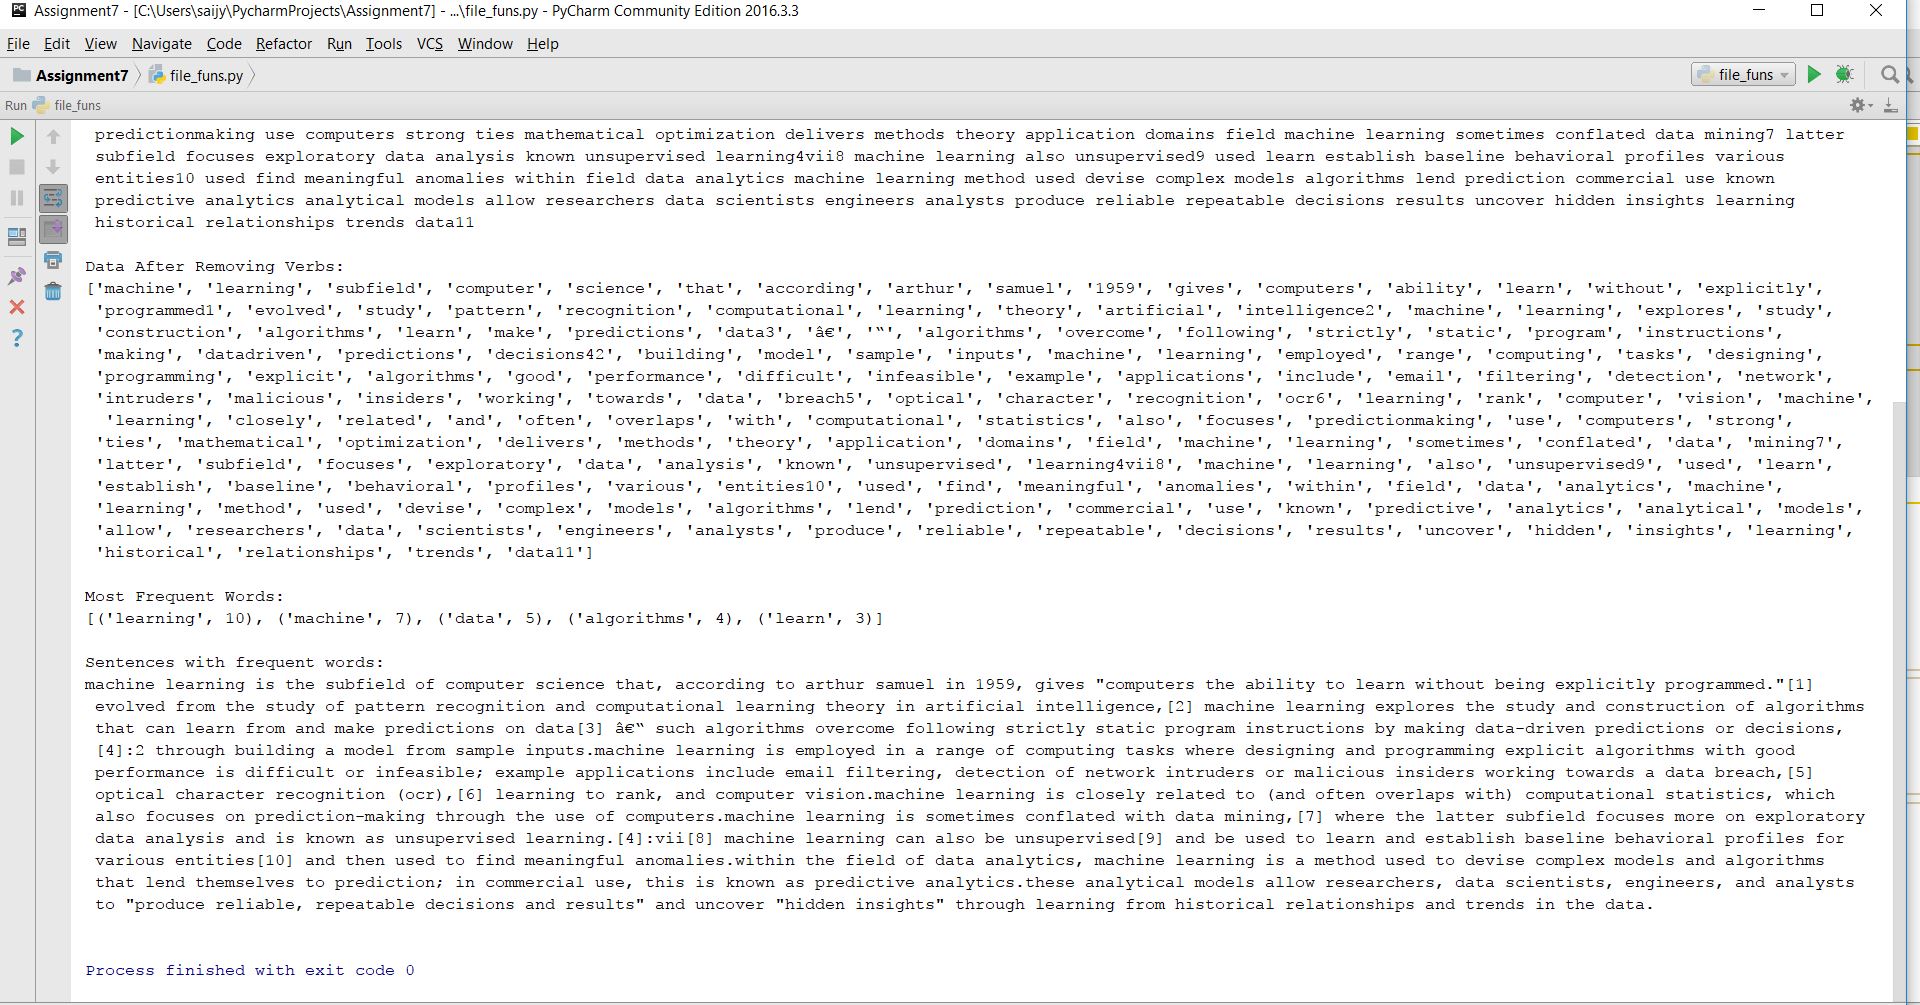 Assignment7 - [C:\Users\saijy\PycharmProjects\Assignment7] - ...\file_funs.py - PyCharm Community Edition 2016.3.3
File Edit View Navigate Code Refactor Run Tools VCS Window Help
Assignment7 file_funs.py file_funs
Run file_funs
predictionmaking use computers strong ties mathematical optimization delivers methods theory application domains field machine learning sometimes conflated data mining7 latter
subfield focuses exploratory data analysis known unsupervised learning4vii8 machine learning also unsupervised9 used learn establish baseline behavioral profiles various
entities10 used find meaningful anomalies within field data analytics machine learning method used devise complex models algorithms lend prediction commercial use known
predictive analytics analytical models allow researchers data scientists engineers analysts produce reliable repeatable decisions results uncover hidden insights learning
historical relationships trends data11
Data After Removing Verbs:
['machine', 'learning', 'subfield', 'computer', 'science', 'that', 'according', 'arthur', 'samuel', '1959', 'gives', 'computers', 'ability', 'learn', 'without', 'explicitly',
'programmed1', 'evolved', 'study', 'pattern', 'recognition', 'computational', 'learning', 'theory', 'artificial', 'intelligence2', 'machine', 'learning', 'explores', 'study',
'construction', 'algorithms', 'learn', 'make', 'predictions', 'data3', 'â€', '“', 'algorithms', 'overcome', 'following', 'strictly', 'static', 'program', 'instructions',
'making', 'datadriven', 'predictions', 'decisions42', 'building', 'model', 'sample', 'inputs', 'machine', 'learning', 'employed', 'range', 'computing', 'tasks', 'designing',
'programming', 'explicit', 'algorithms', 'good', 'performance', 'difficult', 'infeasible', 'example', 'applications', 'include', 'email', 'filtering', 'detection', 'network',
'intruders', 'malicious', 'insiders', 'working', 'towards', 'data', 'breach5', 'optical', 'character', 'recognition', 'ocr6', 'learning', 'rank', 'computer', 'vision', 'machine',
'learning', 'closely', 'related', 'and', 'often', 'overlaps', 'with', 'computational', 'statistics', 'also', 'focuses', 'predictionmaking', 'use', 'computers', 'strong',
'ties', 'mathematical', 'optimization', 'delivers', 'methods', 'theory', 'application', 'domains', 'field', 'machine', 'learning', 'sometimes', 'conflated', 'data', 'mining7',
'latter', 'subfield', 'focuses', 'exploratory', 'data', 'analysis', 'known', 'unsupervised', 'learning4vii8', 'machine', 'learning', 'also', 'unsupervised9', 'used', 'learn',
'establish', 'baseline', 'behavioral', 'profiles', 'various', 'entities10', 'used', 'find', 'meaningful', 'anomalies', 'within', 'field', 'data', 'analytics', 'machine',
'learning', 'method', 'used', 'devise', 'complex', 'models', 'algorithms', 'lend', 'prediction', 'commercial', 'use', 'known', 'predictive', 'analytics', 'analytical', 'models',
'allow', 'researchers', 'data', 'scientists', 'engineers', 'analysts', 'produce', 'reliable', 'repeatable', 'decisions', 'results', 'uncover', 'hidden', 'insights', 'learning',
'historical', 'relationships', 'trends', 'data11']
Most Frequent Words:
[('learning', 10), ('machine', 7), ('data', 5), ('algorithms', 4), ('learn', 3)]
Sentences with frequent words:
machine learning is the subfield of computer science that, according to arthur samuel in 1959, gives "computers the ability to learn without being explicitly programmed."[1]
evolved from the study of pattern recognition and computational learning theory in artificial intelligence,[2] machine learning explores the study and construction of algorithms
that can learn from and make predictions on data[3] â€“ such algorithms overcome following strictly static program instructions by making data-driven predictions or decisions,
[4]:2 through building a model from sample inputs.machine learning is employed in a range of computing tasks where designing and programming explicit algorithms with good
performance is difficult or infeasible; example applications include email filtering, detection of network intruders or malicious insiders working towards a data breach,[5]
optical character recognition (ocr),[6] learning to rank, and computer vision.machine learning is closely related to (and often overlaps with) computational statistics, which
also focuses on prediction-making through the use of computers.machine learning is sometimes conflated with data mining,[7] where the latter subfield focuses more on exploratory
data analysis and is known as unsupervised learning.[4]:vii[8] machine learning can also be unsupervised[9] and be used to learn and establish baseline behavioral profiles for
various entities[10] and then used to find meaningful anomalies.within the field of data analytics, machine learning is a method used to devise complex models and algorithms
that lend themselves to prediction; in commercial use, this is known as predictive analytics.these analytical models allow researchers, data scientists, engineers, and analysts
to "produce reliable, repeatable decisions and results" and uncover "hidden insights" through learning from historical relationships and trends in the data.
Process finished with exit code 0